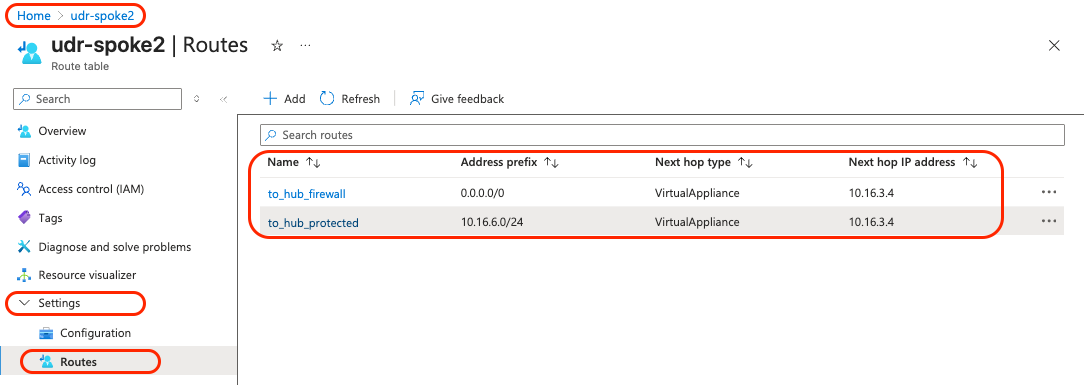 Home > udr-spoke2
udr-spoke2 | Routes ☆ ...
Route table
Search
Add Refresh Give feedback
Overview
Activity log
Access control (IAM)
Tags
Diagnose and solve problems
Resource visualizer
Settings
Configuration
Routes
Search routes
Name ↑↓ Address prefix ↑↓ Next hop type ↑↓ Next hop IP address ↑↓
to_hub_firewall 0.0.0.0/0 VirtualAppliance 10.16.3.4 ...
to_hub_protected 10.16.6.0/24 VirtualAppliance 10.16.3.4 ...